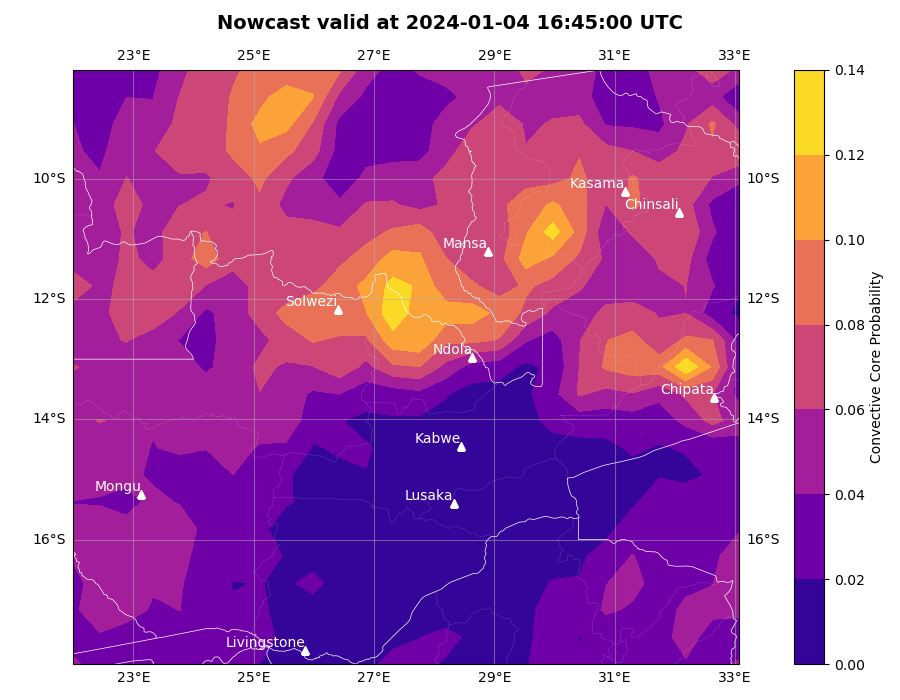 Nowcast valid at 2024-01-04 16:45:00 UTC
23°E 25°E 27°E 29°E 31°E 33°E
0.14
0.12
10°S Kasama 10°S
Chinsali
0.10
Mansa
12°S Solwezi 12°S
0.08
Ndola
Chipata
0.06
14°S 14°S
Kabwe
Mongu
Lusaka
0.04
16°S 16°S
0.02
Livingstone
0.00
23°E 25°E 27°E 29°E 31°E 33°E
Convective Core Probability